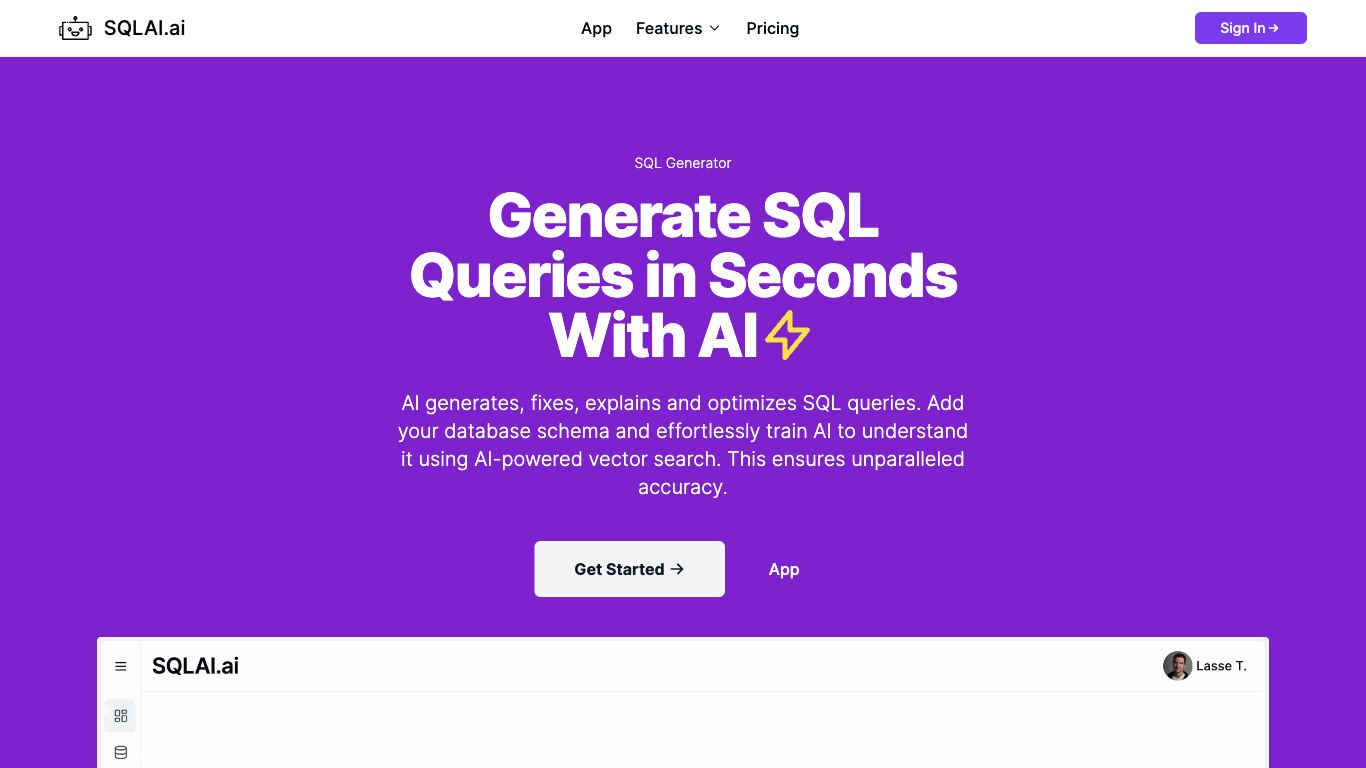 SQLAI.ai
App
Features
Pricing
Sign In →
SQL Generator
Generate SQL
Queries in Seconds
With AI
AI generates, fixes, explains and optimizes SQL queries. Add
your database schema and effortlessly train AI to understand
it using AI-powered vector search. This ensures unparalleled
accuracy.
Get Started →
App
SQLAI.ai
Lasse T.